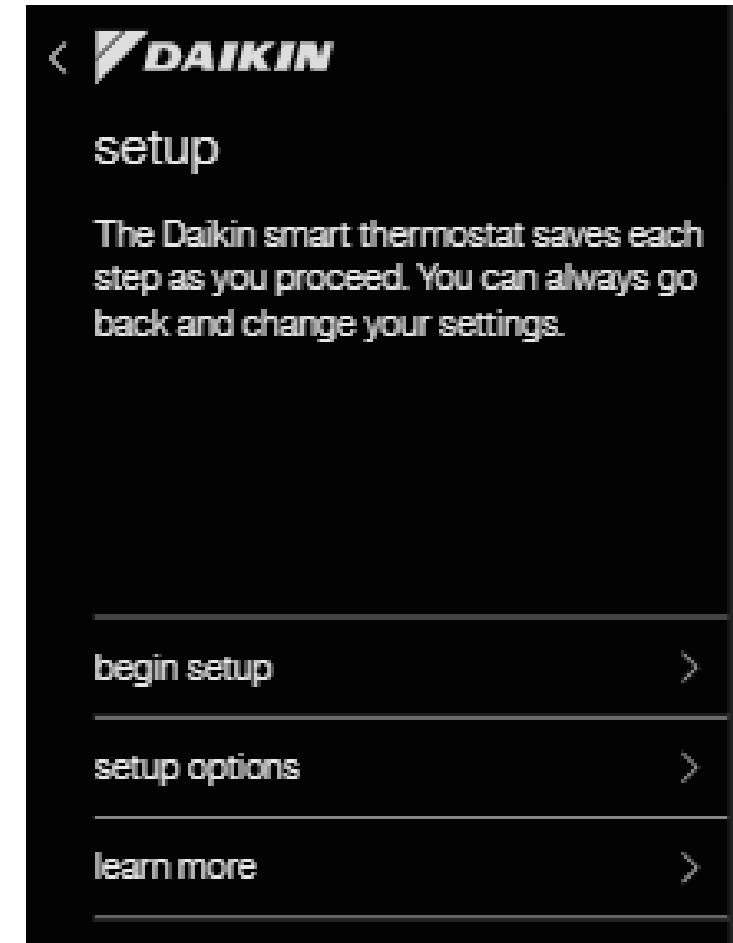 DAIKIN
setup
The Daikin smart thermostat saves each
step as you proceed. You can always go
back and change your settings.
begin setup
setup options
learn more